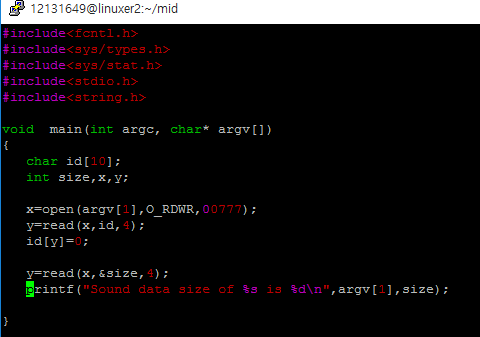 12131649@linuxer2:~/mid
#include<fcntl.h>
#include<sys/types.h>
#include<sys/stat.h>
#include<stdio.h>
#include<string.h>
void  main(int argc, char* argv[])
{
   char id[10];
   int size,x,y;
   x=open(argv[1],O_RDWR,00777);
   y=read(x,id,4);
   id[y]=0;
   y=read(x,&size,4);
   printf("Sound data size of %s is %d\n",argv[1],size);
}